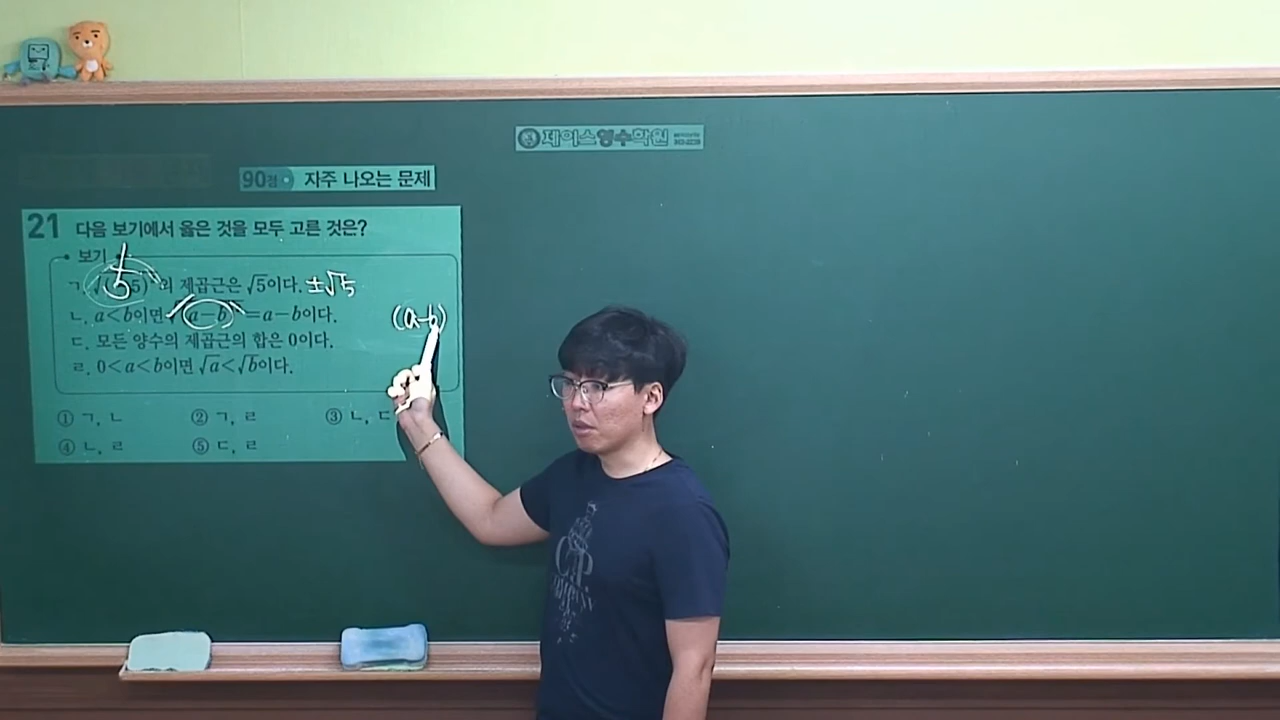 제이스영수학원
90점 자주 나오는 문제
21 다음 보기에서 옳은 것을 모두 고른 것은?
보기
5
ㄱ. 의 제곱근은 √5이다. ±√5
ㄴ. a<b이면 a-b =a-b이다. (a-b)
ㄷ. 모든 양수의 제곱근의 합은 0이다.
ㄹ. 0<a<b이면 √a<√b이다.
① ㄱ, ㄴ ② ㄱ, ㄹ ③ ㄴ, ㄷ
④ ㄴ, ㄹ ⑤ ㄷ, ㄹ